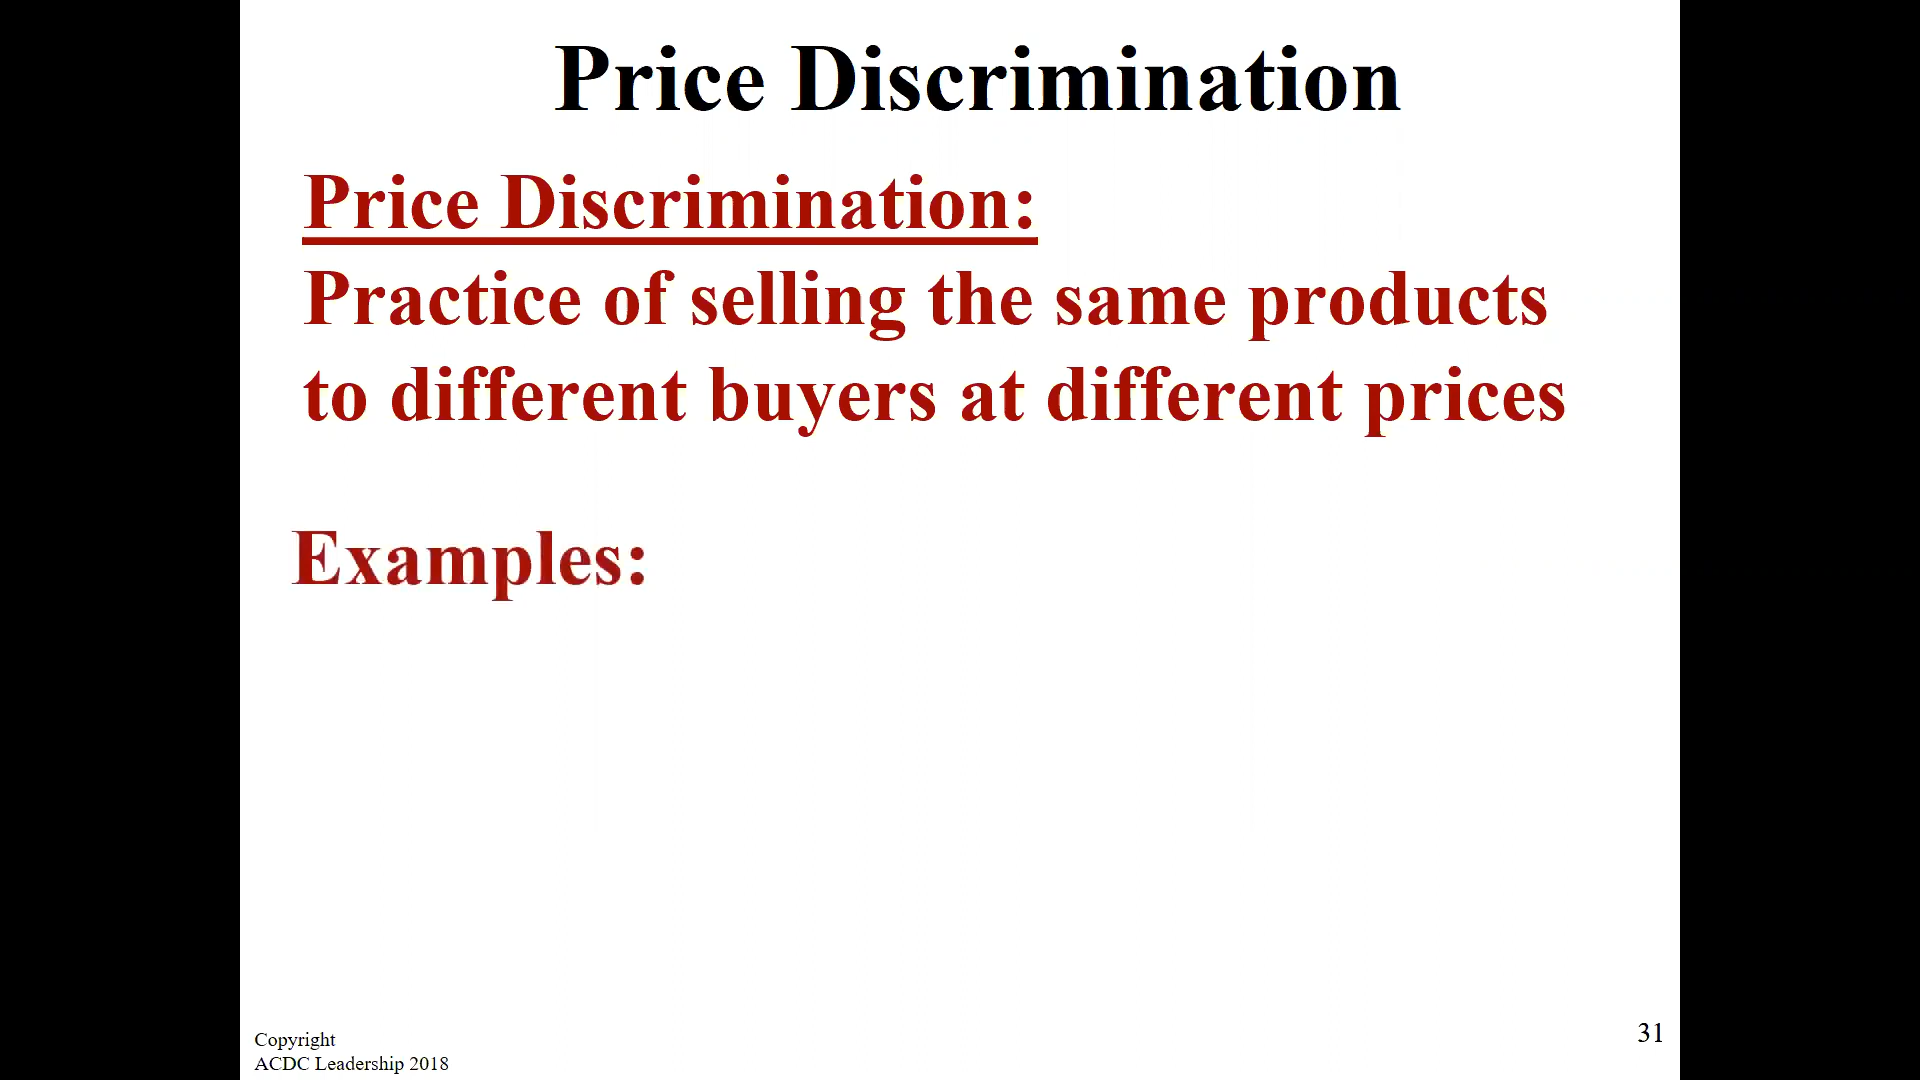 Price Discrimination
Price Discrimination:
Practice of selling the same products
to different buyers at different prices
Examples:
Copyright
ACDC Leadership 2018
31